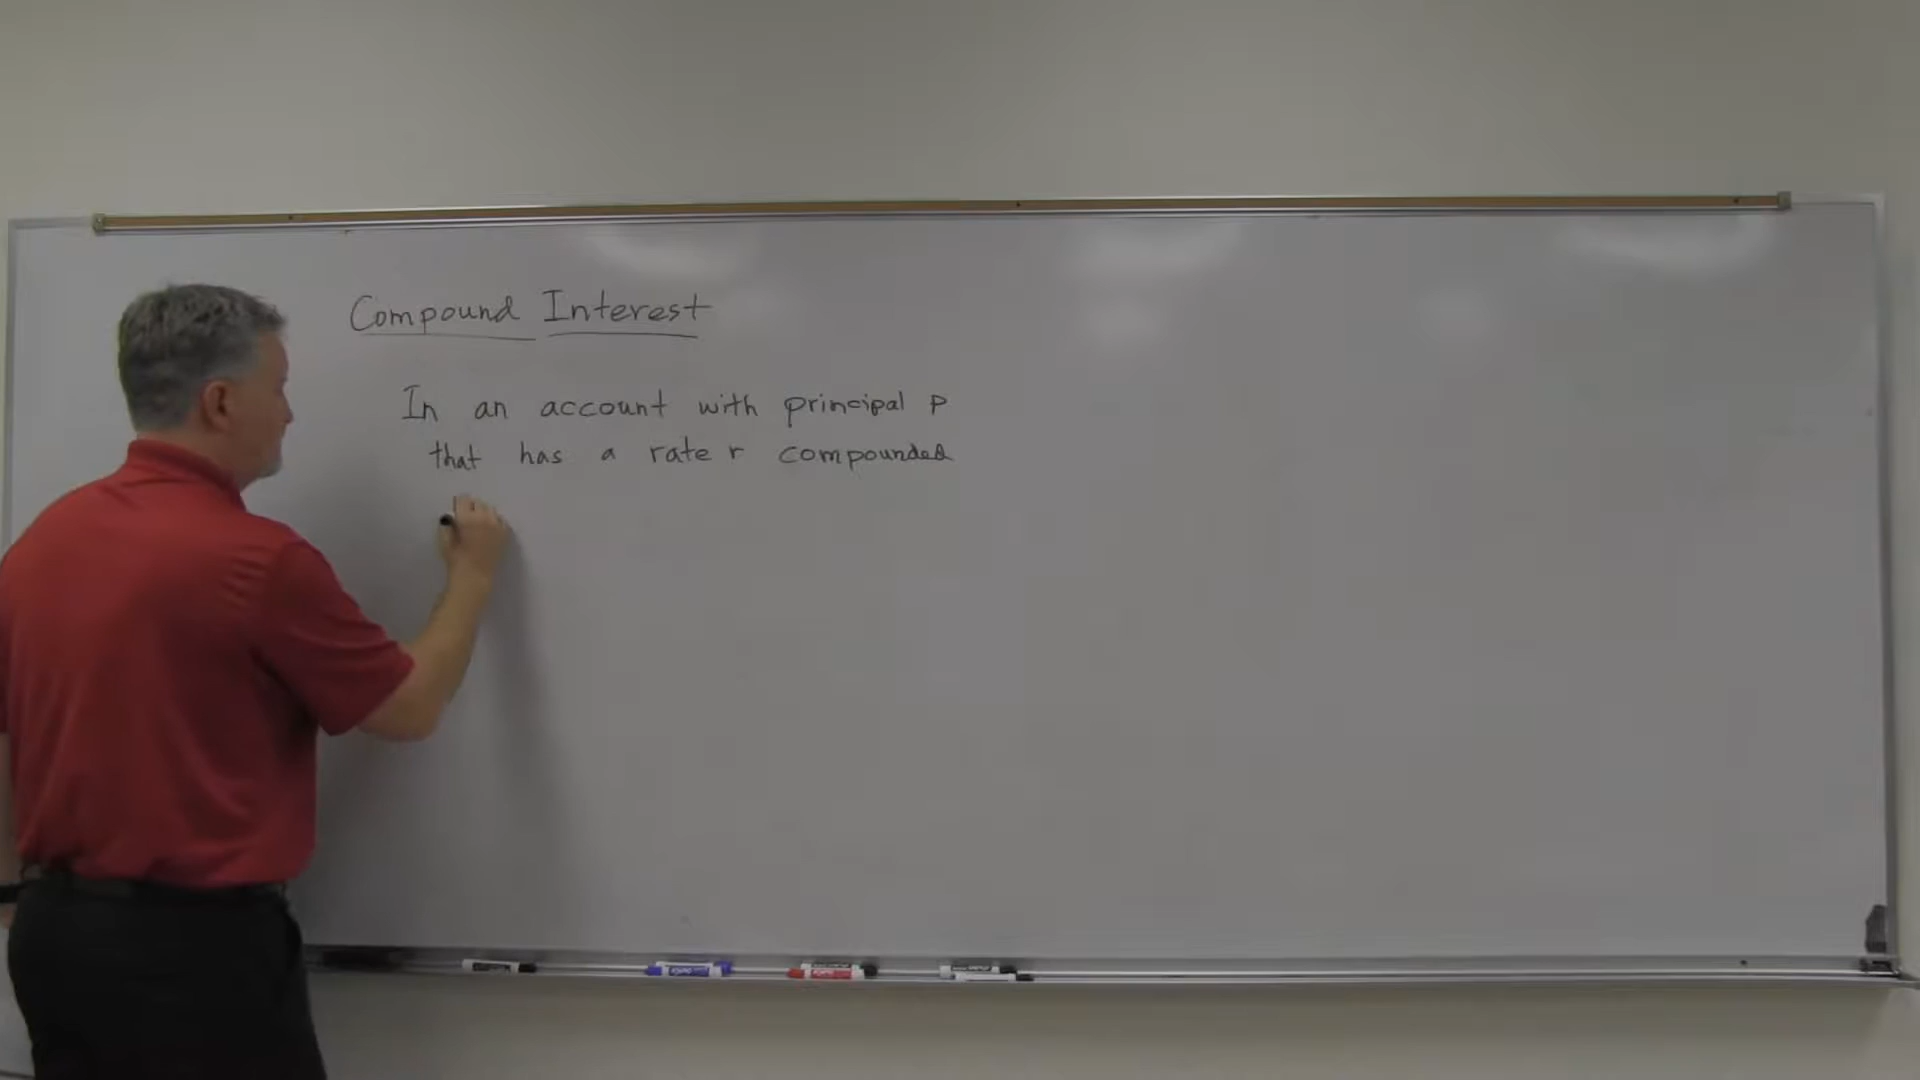 Compound Interest
In an account with principal P
that has a rate r compounded